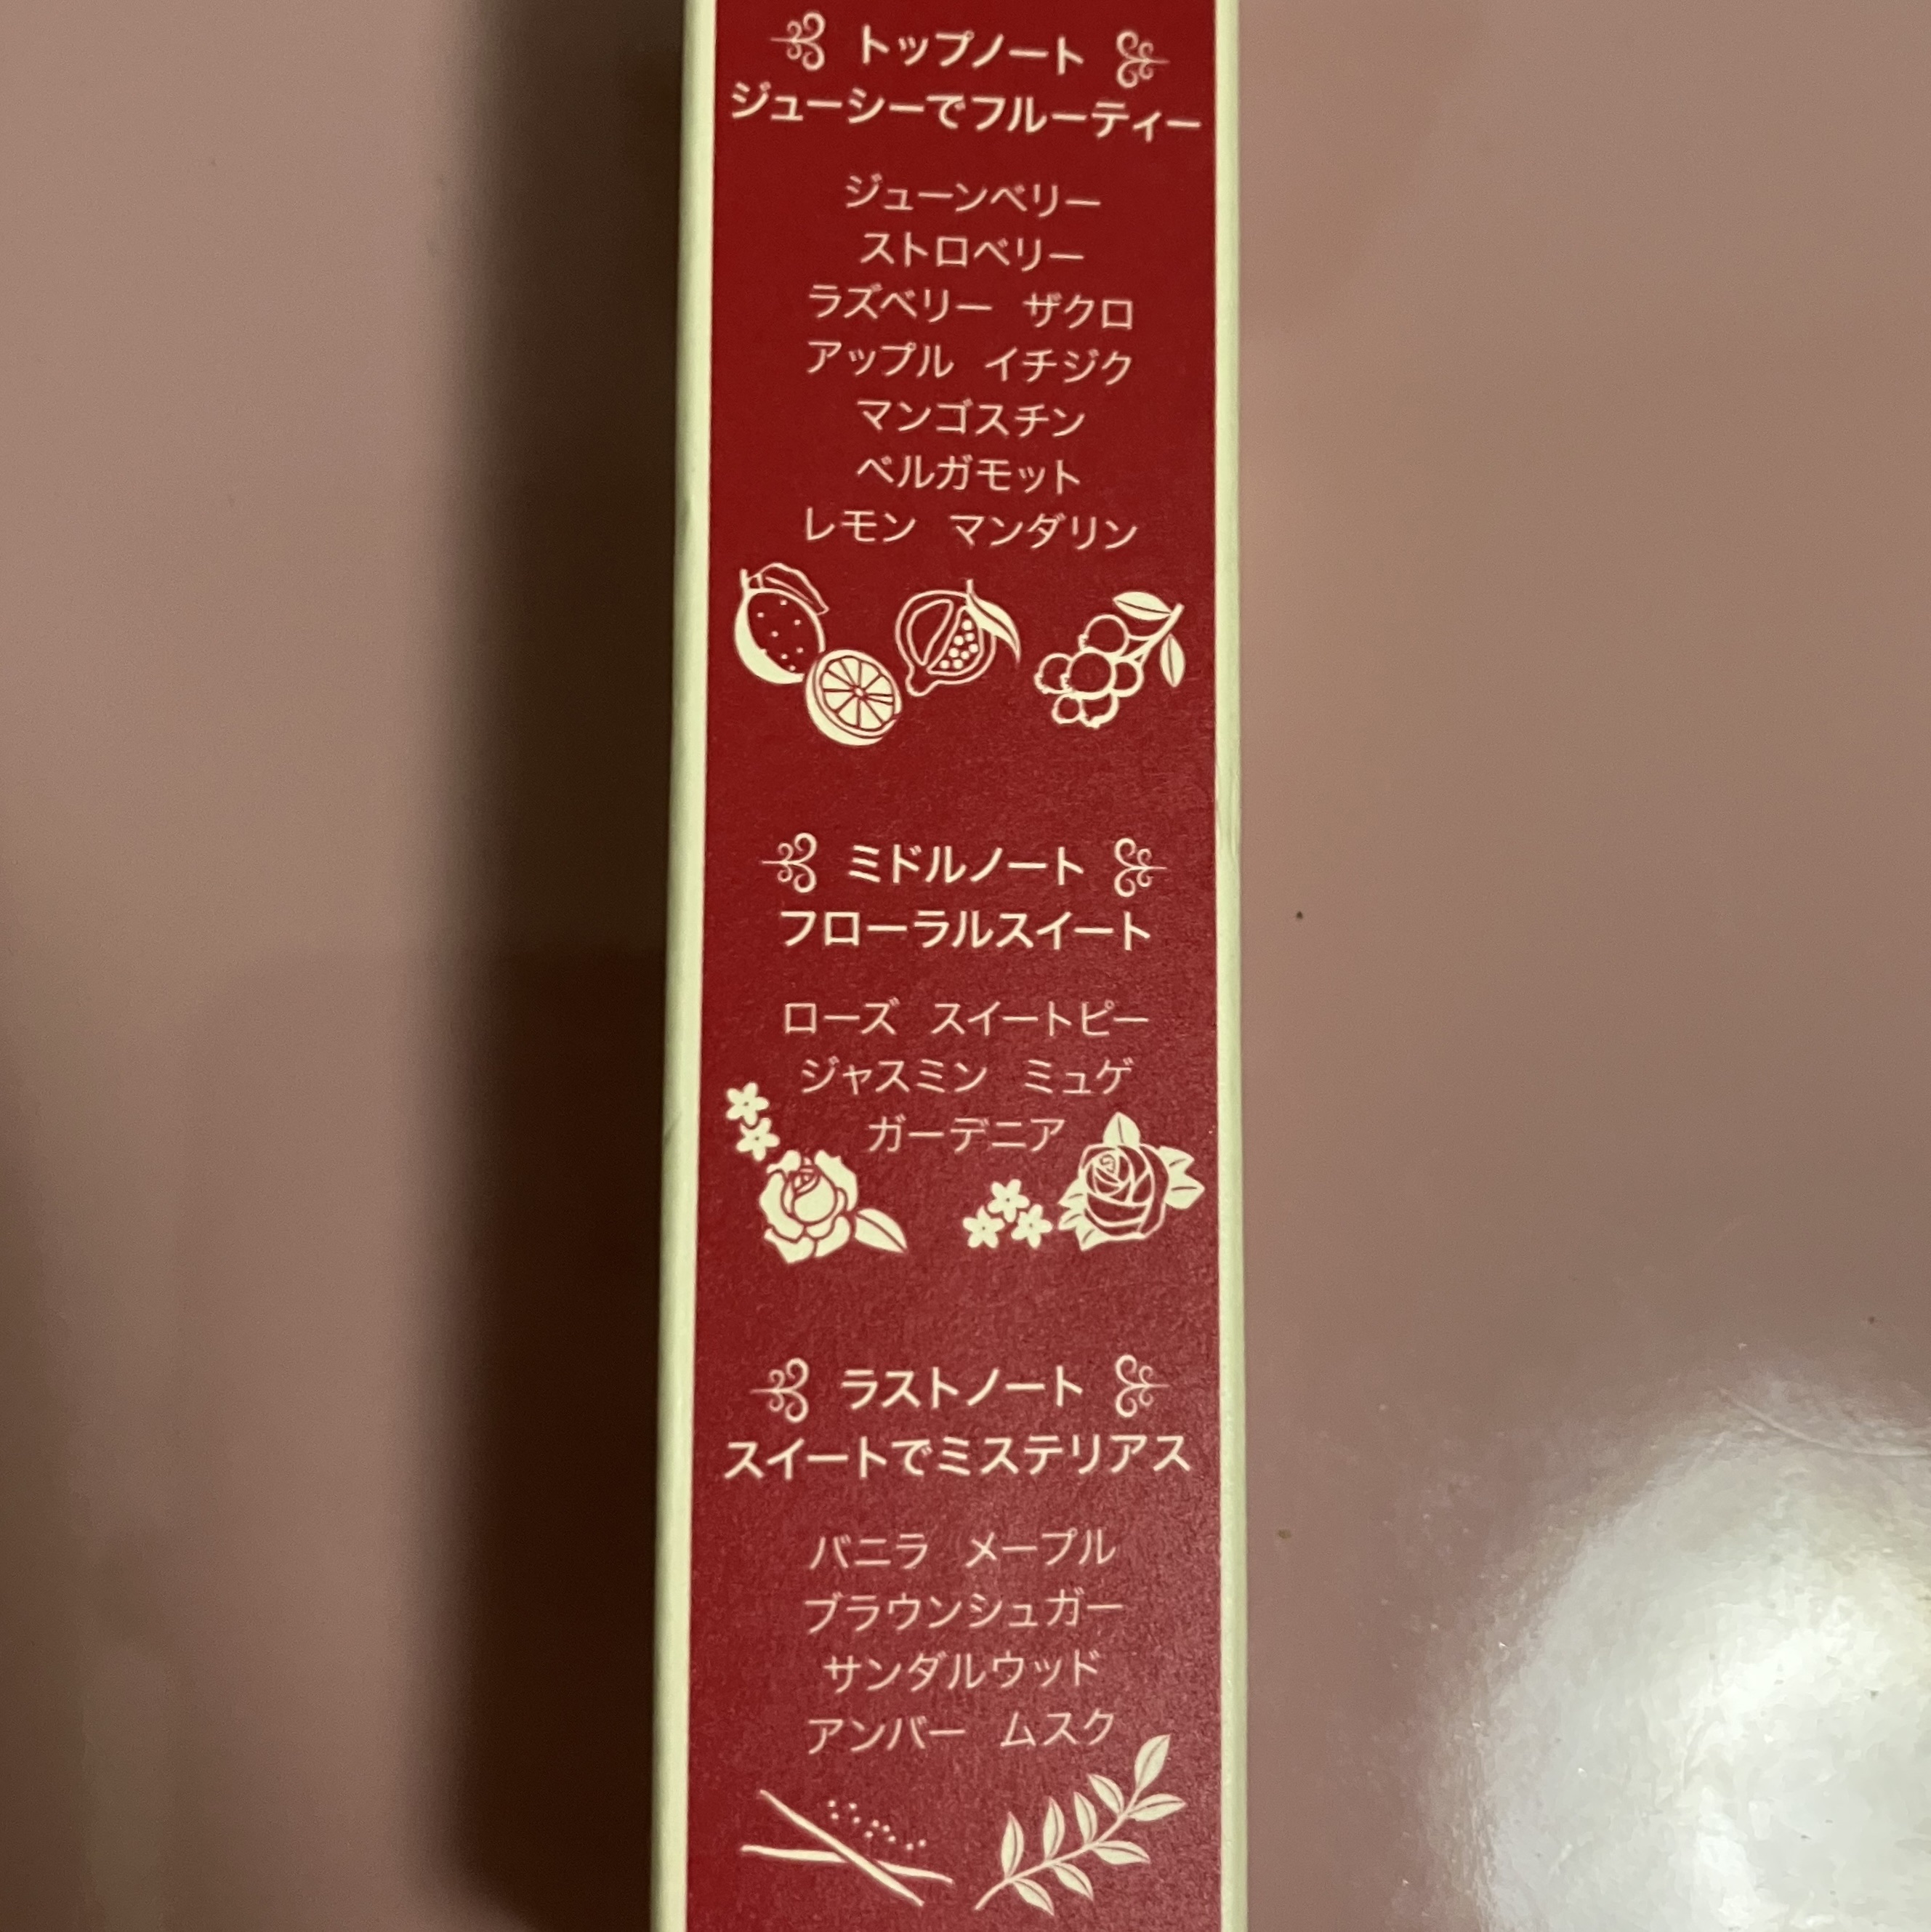 トップノート
ジューシーでフルーティー
ジューンベリー
ストロベリー
ラズベリー ザクロ
アップル イチジク
マンゴスチン
ベルガモット
レモン マンダリン
ミドルノート
フローラルスイート
ローズ スイートピー
ジャスミン ミュゲ
ガーデニア
ラストノート
スイートでミステリアス
バニラ メープル
ブラウンシュガー
サンダルウッド
アンバー ムスク